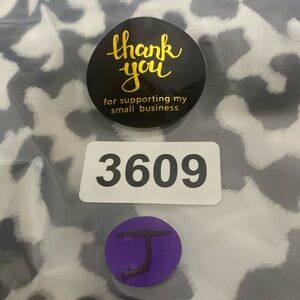 thank
you
for supporting my
small business
3609
J